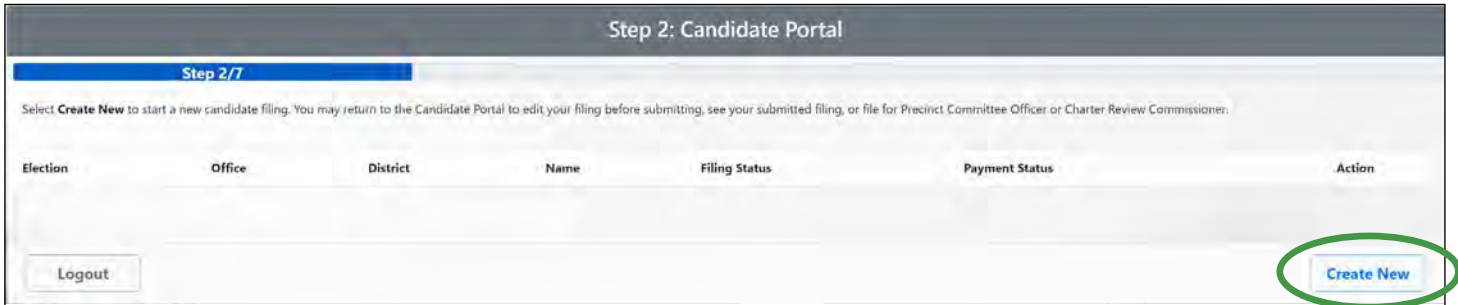 Step 2: Candidate Portal
Step 2/7
Select Create New to start a new candidate filing. You may return to the Candidate Portal to edit your filing before submitting, see your submitted filing, or file for Precinct Committee Officer or Charter Review Commissioner.
Election Office District Name Filing Status Payment Status Action
Logout Create New